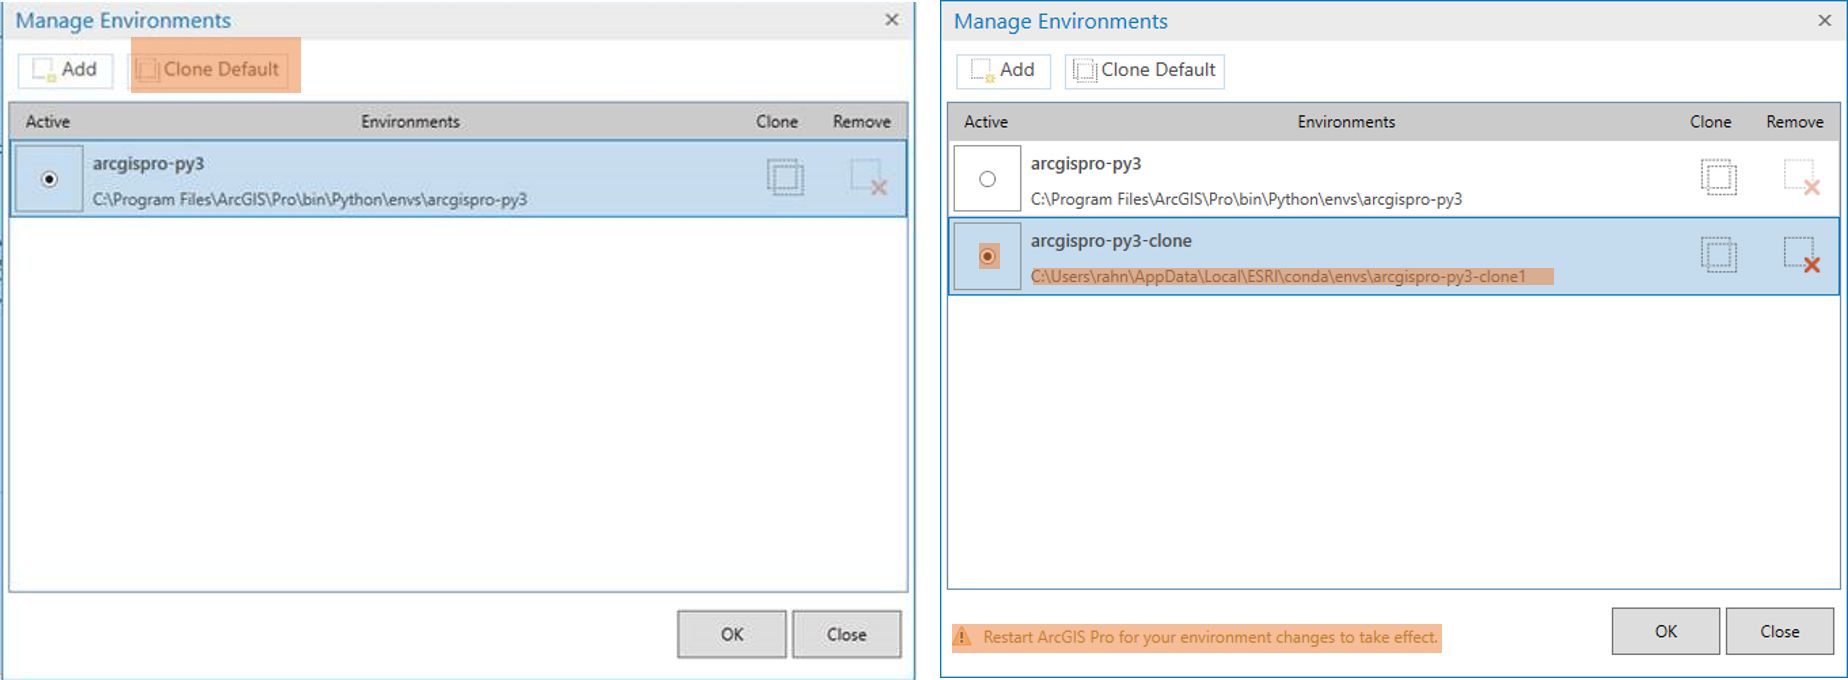 Manage Environments
Add Clone Default
Active Environments Clone Remove
arcgispro-py3
C:\Program Files\ArcGIS\Pro\bin\Python\envs\arcgispro-py3
OK Close
Manage Environments
Add Clone Default
Active Environments Clone Remove
arcgispro-py3
C:\Program Files\ArcGIS\Pro\bin\Python\envs\arcgispro-py3
arcgispro-py3-clone
C:\Users\rahn\AppData\Local\ESRI\conda\envs\arcgispro-py3-clone1
Restart ArcGIS Pro for your environment changes to take effect.
OK Close